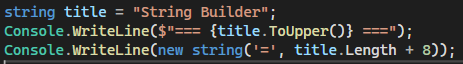 string title = "String Builder";
Console.WriteLine($"=== {title.ToUpper()} ===");
Console.WriteLine(new string('=', title.Length + 8));